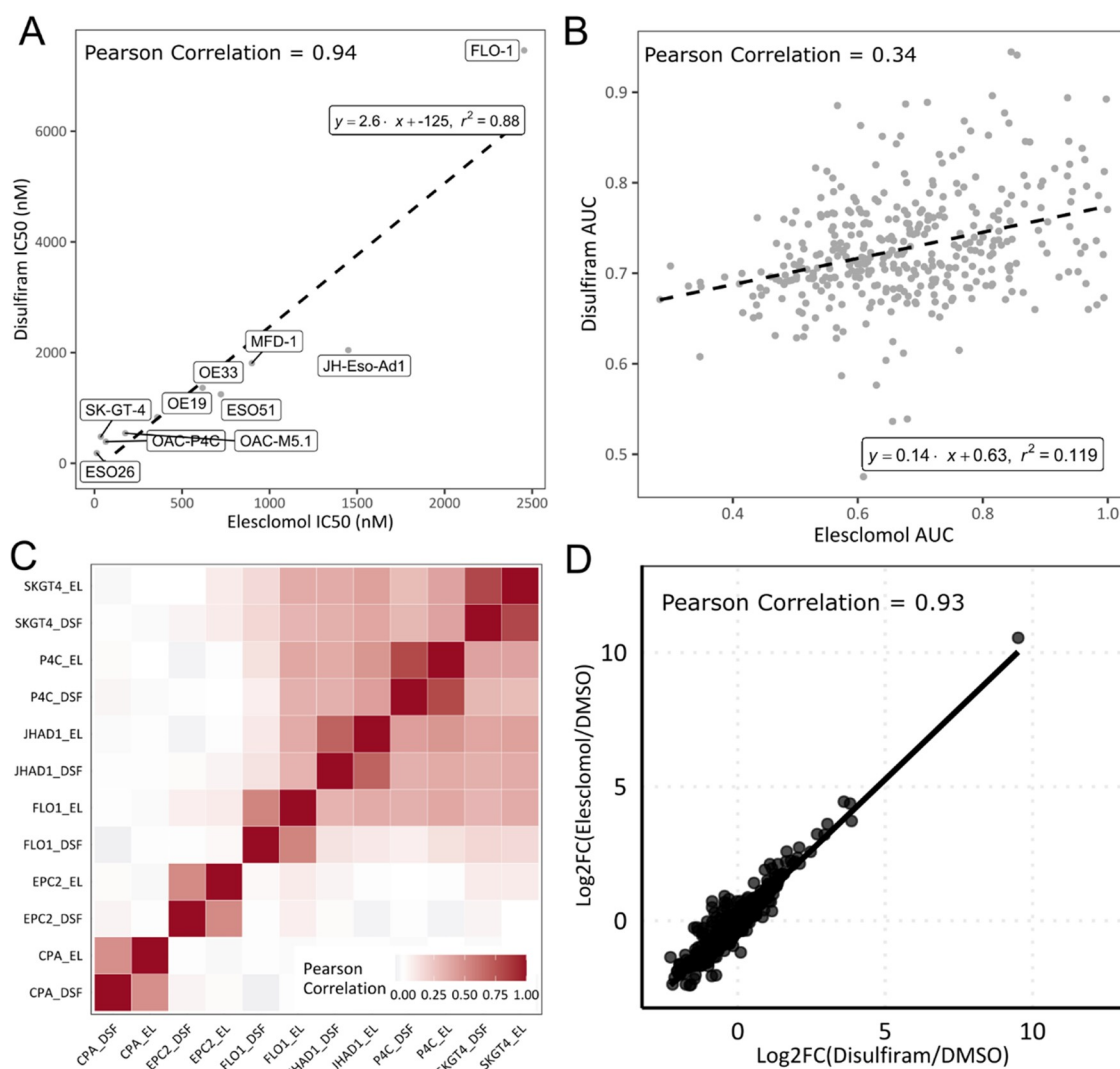 A
Pearson Correlation = 0.94
FLO-1
y = 2.6 · x + -125, r² = 0.88
6000
4000
2000
0
Disulfiram IC50 (nM)
MFD-1
JH-Eso-Ad1
OE33
SK-GT-4
OE19
ESO51
OAC-P4C
OAC-M5.1
ESO26
0 500 1000 1500 2000 2500
Elesclomol IC50 (nM)
B
Pearson Correlation = 0.34
0.9
0.8
0.7
0.6
0.5
Disulfiram AUC
y = 0.14 · x + 0.63, r² = 0.119
0.4 0.6 0.8 1.0
Elesclomol AUC
C
SKGT4_EL
SKGT4_DSF
P4C_EL
P4C_DSF
JHAD1_EL
JHAD1_DSF
FLO1_EL
FLO1_DSF
EPC2_EL
EPC2_DSF
CPA_EL
CPA_DSF
Pearson
Correlation
0.00 0.25 0.50 0.75 1.00
CPA_DSF
CPA_EL
EPC2_DSF
EPC2_EL
FLO1_DSF
FLO1_EL
HAD1_DSF
JHAD1_EL
P4C_DSF
P4C_EL
SKGT4_DSF
SKGT4_EL
D
Pearson Correlation = 0.93
10
5
0
Log2FC(Elesclomol/DMSO)
0 5 10
Log2FC(Disulfiram/DMSO)